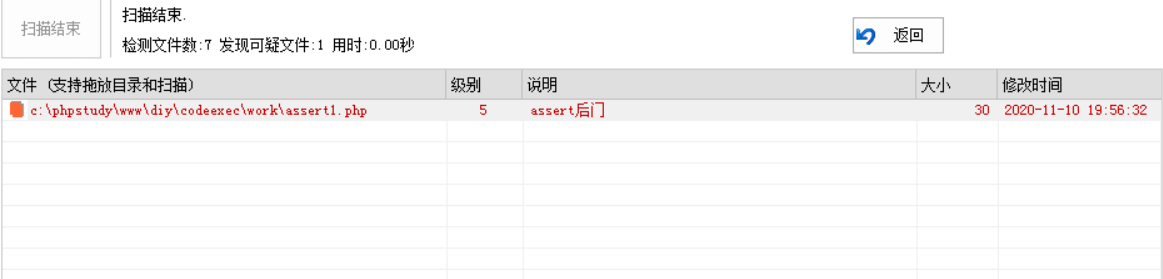 扫描结束
扫描结束.
检测文件数:7 发现可疑文件:1 用时:0.00秒
返回
文件 (支持拖放目录和扫描) 级别 说明 大小 修改时间
c:\phpstudy\www\diy\codeexec\work\assert1.php 5 assert后门 30 2020-11-10 19:56:32